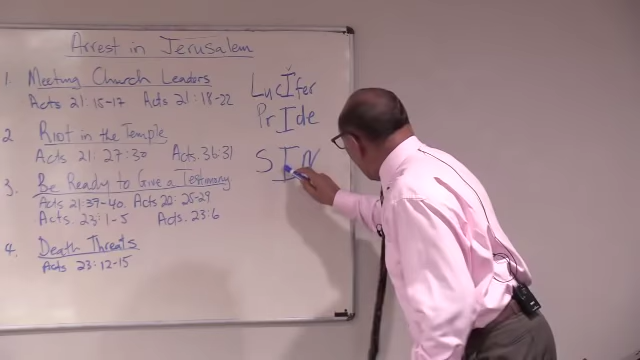 Arrest in Jerusalem
1. Meeting Church Leaders
Acts 21:15-17 Acts 21:18-22
2 Riot in the Temple
Acts 21:27:30 Acts. 36:31
3. Be Ready to Give a Testimony
Acts 21:39-40. Acts 20:26-29
Acts. 23:1-5 Acts. 23:6
4. Death Threats
Acts 23:12-15
LucIfer
PrIde
SIN